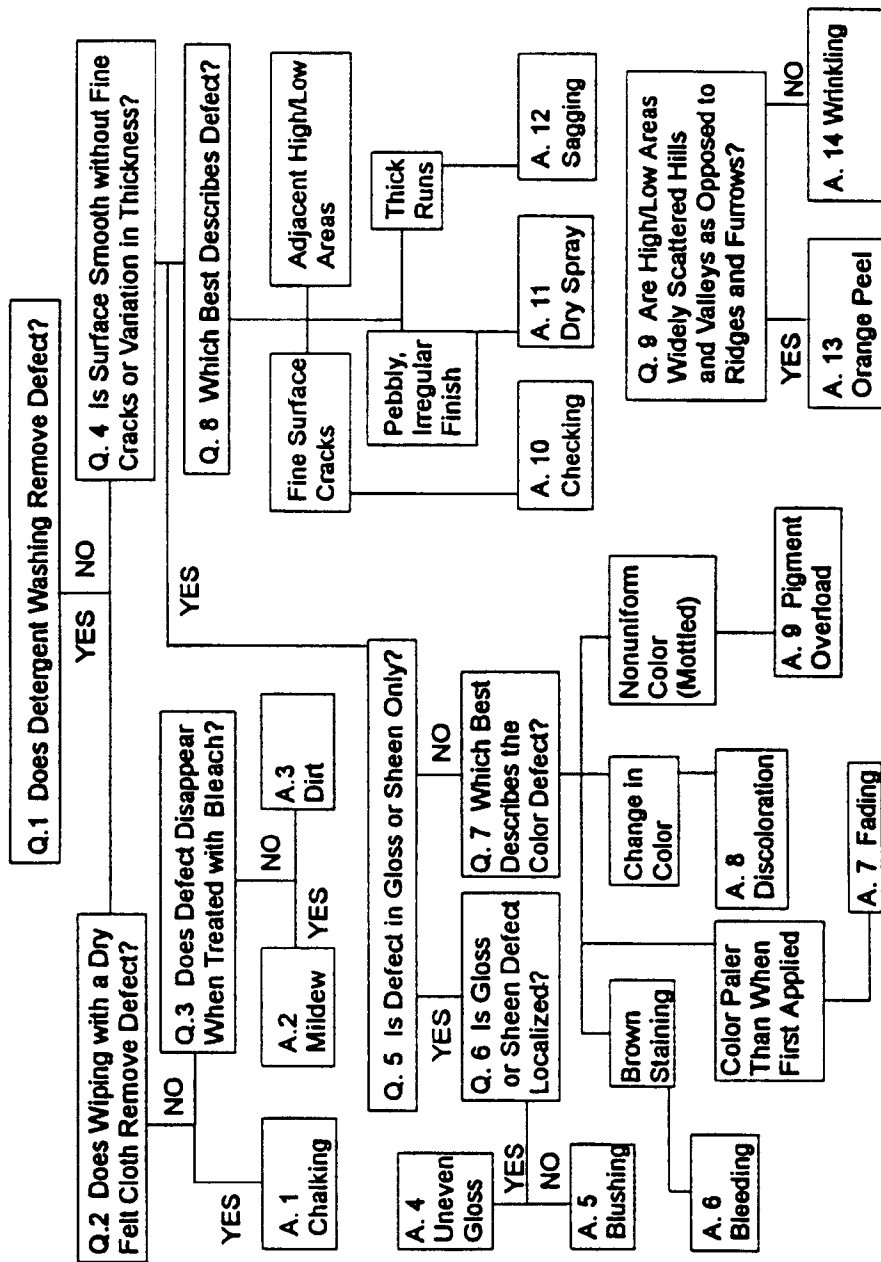 Q.1 Does Detergent Washing Remove Defect?
YES
NO
Q.2 Does Wiping with a Dry
Felt Cloth Remove Defect?
YES
NO
A. 1
Chalking
Q.3 Does Defect Disappear
When Treated with Bleach?
NO
YES
A.2
Mildew
A.3
Dirt
Q. 4 Is Surface Smooth without Fine
Cracks or Variation in Thickness?
YES
Q. 5 Is Defect in Gloss or Sheen Only?
YES
NO
Q. 6 Is Gloss
or Sheen Defect
Localized?
YES
NO
A. 4
Uneven
Gloss
A. 5
Blushing
Q. 7 Which Best
Describes the
Color Defect?
Brown
Staining
Color Paler
Than When
First Applied
Change in
Color
Nonuniform
Color
(Mottled)
A. 6
Bleeding
A. 7 Fading
A. 8
Discoloration
A. 9 Pigment
Overload
Q. 8 Which Best Describes Defect?
Fine Surface
Cracks
Adjacent High/Low
Areas
Pebbly,
Irregular
Finish
Thick
Runs
A. 10
Checking
A. 11
Dry Spray
A. 12
Sagging
Q. 9 Are High/Low Areas
Widely Scattered Hills
and Valleys as Opposed to
Ridges and Furrows?
YES
NO
A. 13
Orange Peel
A. 14 Wrinkling